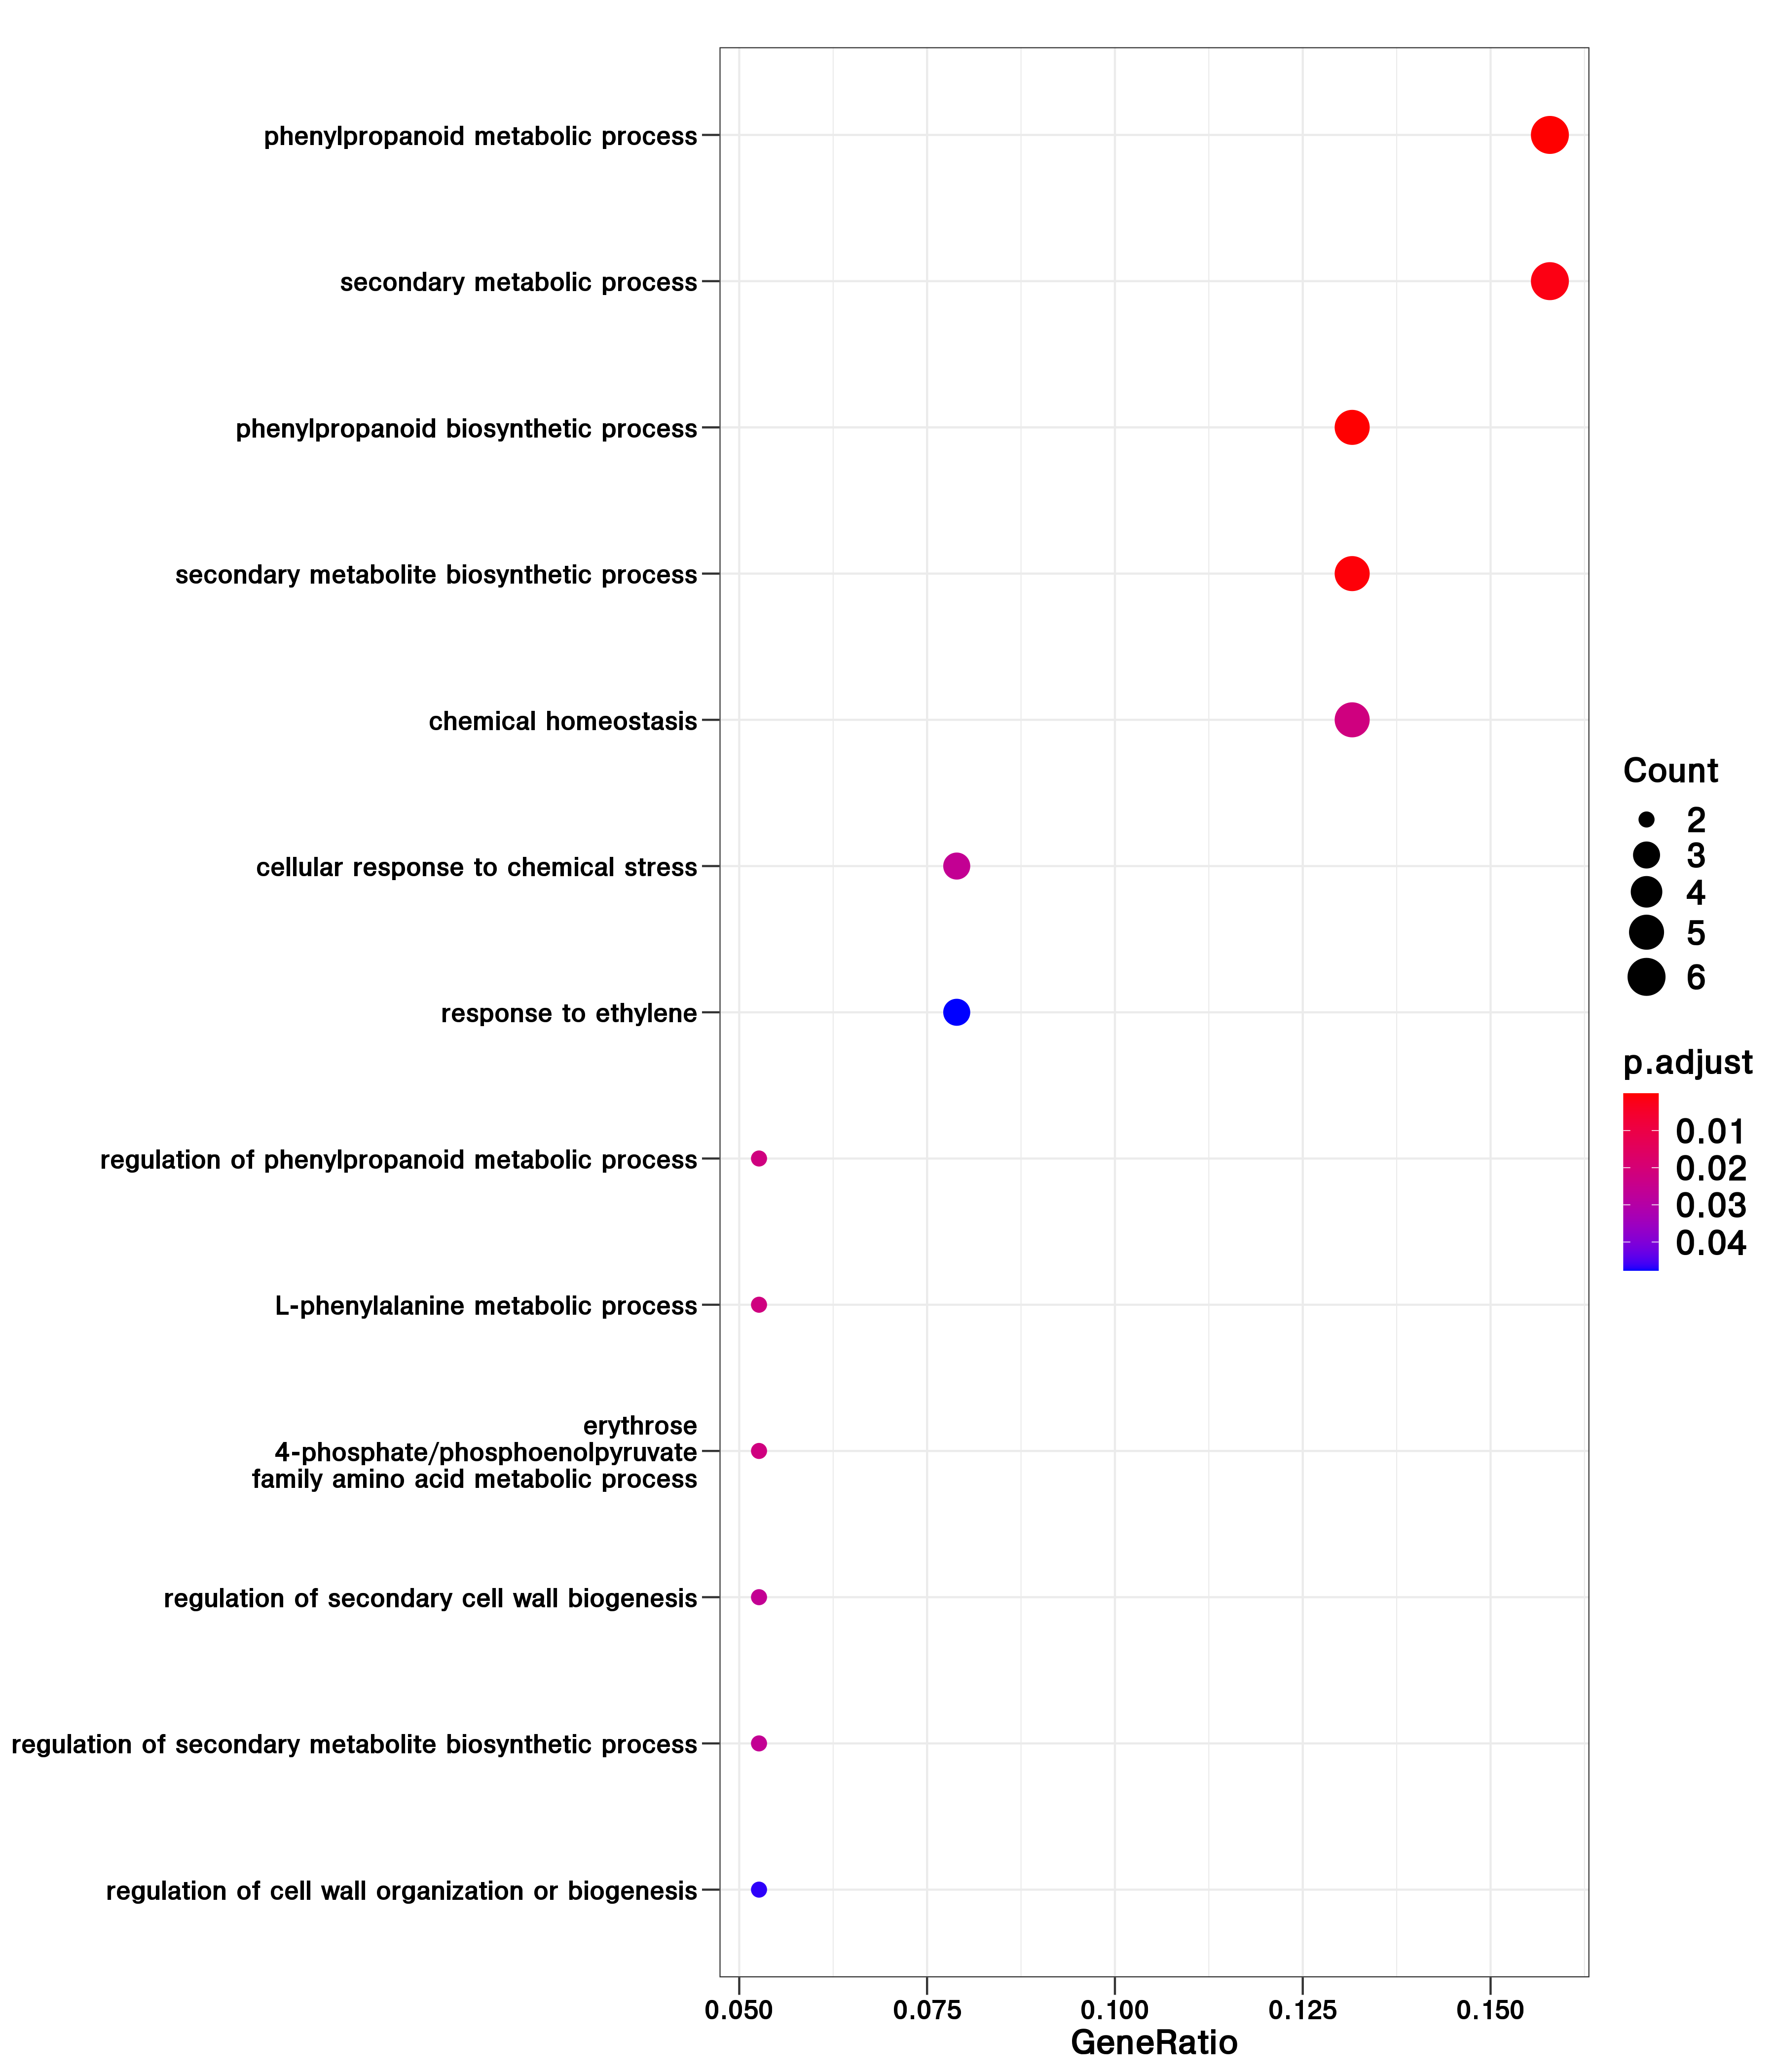 phenylpropanoid metabolic process
secondary metabolic process
phenylpropanoid biosynthetic process
secondary metabolite biosynthetic process
chemical homeostasis
cellular response to chemical stress
response to ethylene
regulation of phenylpropanoid metabolic process
L-phenylalanine metabolic process
erythrose
4-phosphate/phosphoenolpyruvate
family amino acid metabolic process
regulation of secondary cell wall biogenesis
regulation of secondary metabolite biosynthetic process
regulation of cell wall organization or biogenesis
0.050 0.075 0.100 0.125 0.150
GeneRatio
Count
2
3
4
5
6
p.adjust
0.01
0.02
0.03
0.04